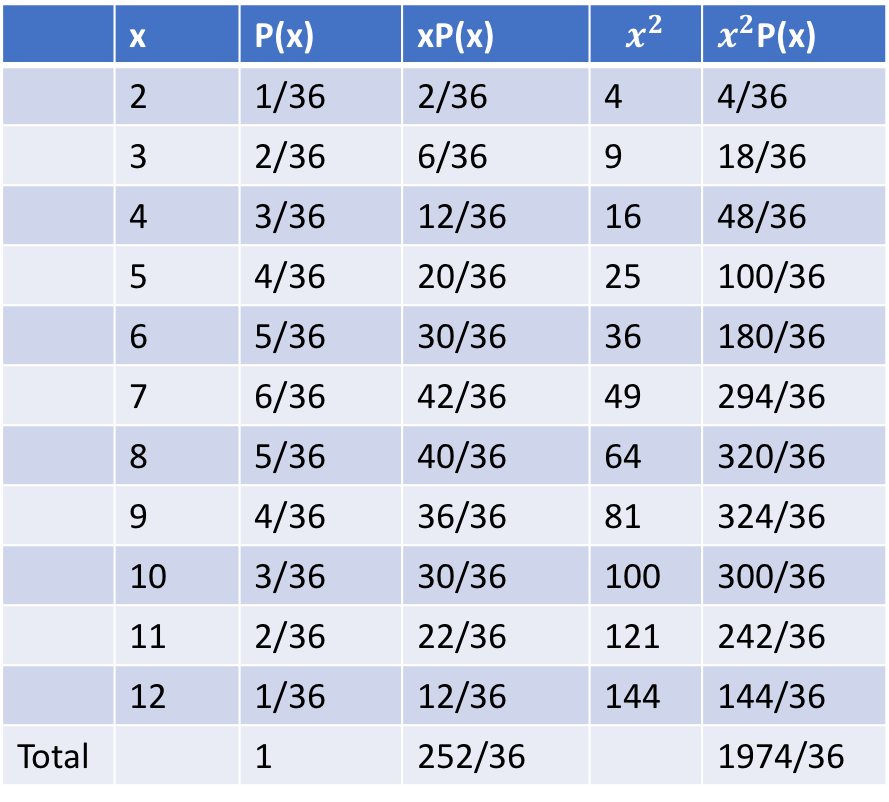 x P(x) xP(x) x² x²P(x)
2 1/36 2/36 4 4/36
3 2/36 6/36 9 18/36
4 3/36 12/36 16 48/36
5 4/36 20/36 25 100/36
6 5/36 30/36 36 180/36
7 6/36 42/36 49 294/36
8 5/36 40/36 64 320/36
9 4/36 36/36 81 324/36
10 3/36 30/36 100 300/36
11 2/36 22/36 121 242/36
12 1/36 12/36 144 144/36
Total 1 252/36 1974/36